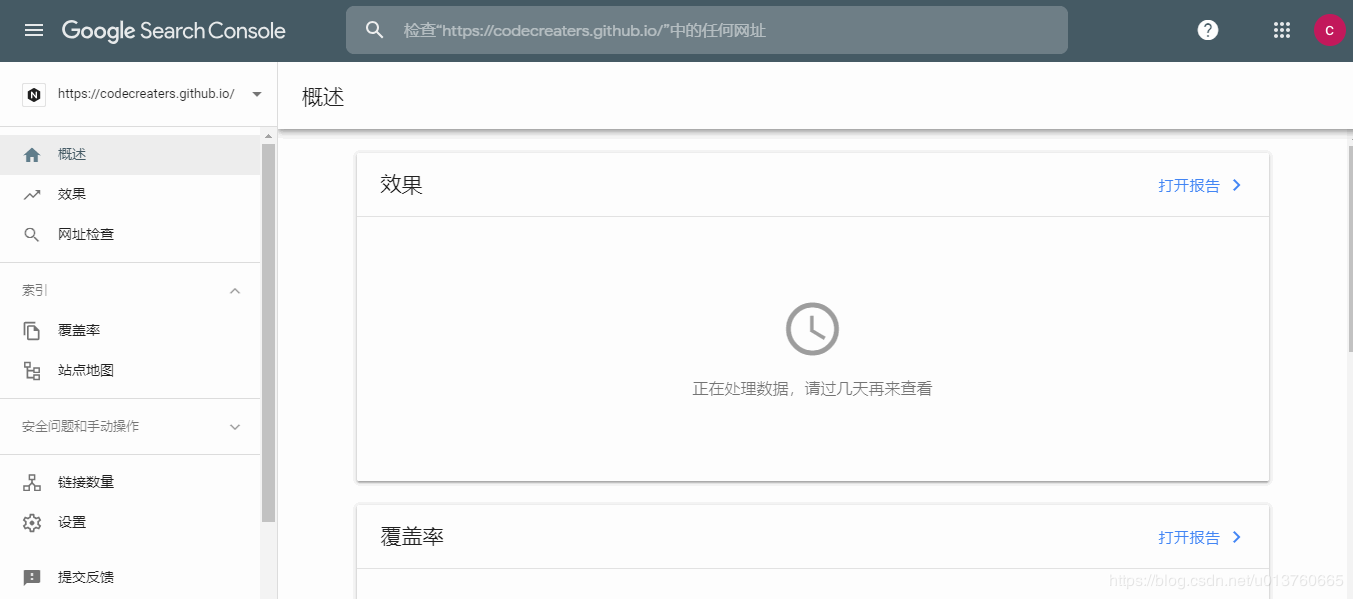 Google Search Console
检查“https://codecreaters.github.io/”中的任何网址
?
C
N
https://codecreaters.github.io/
概述
概述
效果
网址检查
索引
覆盖率
站点地图
安全问题和手动操作
链接数量
设置
提交反馈
效果
打开报告
正在处理数据，请过几天再来查看
覆盖率
打开报告
https://blog.csdn.net/u013760665